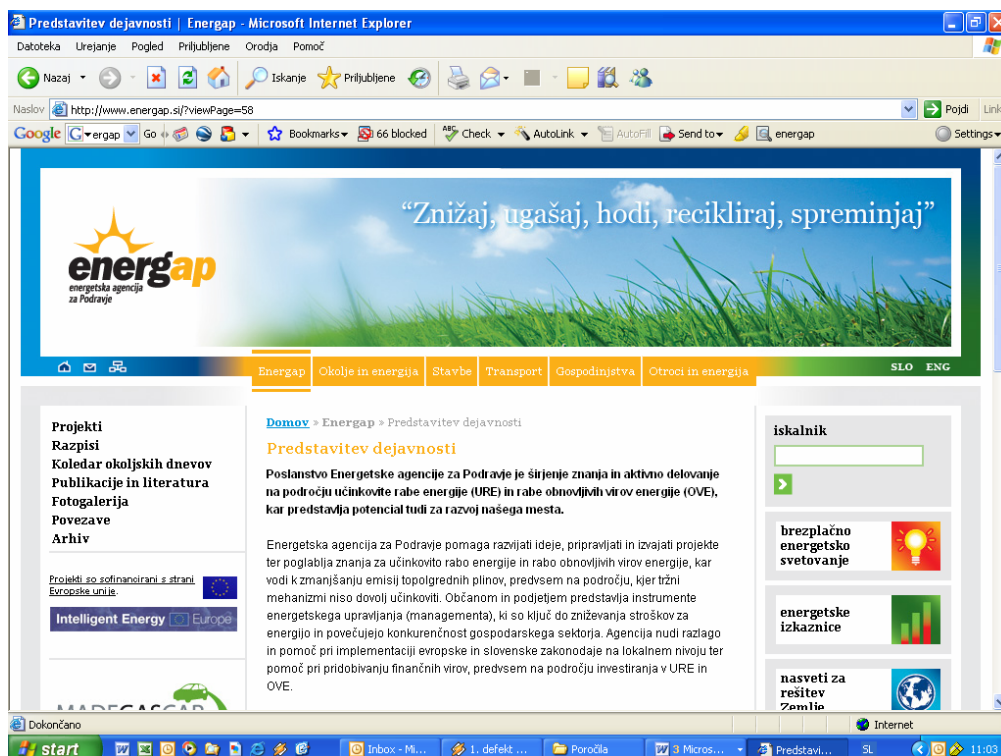 Predstavitev dejavnosti | Energap - Microsoft Internet Explorer
Datoteka Urejanje Pogled Priljubljene Orodja Pomoč
Nazaj Iskanje Priljubljene
Naslov http://www.energap.si/?viewPage=58 Pojdi Link
Google G ergap Go Bookmarks 66 blocked ABC Check AutoLink AutoFill Send to energap Settings
“Znižaj, ugašaj, hodi, recikliraj, spreminjaj”
energap
energetska agencija
za Podravje
Energap Okolje in energija Stavbe Transport Gospodinjstva Otroci in energija SLO ENG
Projekti
Razpisi
Koledar okoljskih dnevov
Publikacije in literatura
Fotogalerija
Povezave
Arhiv
Projekti so sofinancirani s strani
Evropske unije.
Intelligent Energy Europe
MADEGASCAR
Domov » Energap » Predstavitev dejavnosti
Predstavitev dejavnosti
Poslanstvo Energetske agencije za Podravje je širjenje znanja in aktivno delovanje
na področju učinkovite rabe energije (URE) in rabe obnovljivih virov energije (OVE),
kar predstavlja potencial tudi za razvoj našega mesta.
Energetska agencija za Podravje pomaga razvijati ideje, pripravljati in izvajati projekte
ter poglablja znanja za učinkovito rabo energije in rabo obnovljivih virov energije, kar
vodi k zmanjšanju emisij topolgrednih plinov, predvsem na področju, kjer tržni
mehanizmi niso dovolj učinkoviti. Občanom in podjetjem predstavlja instrumente
energetskega upravljanja (managementa), ki so ključ do zniževanja stroškov za
energijo in povečujejo konkurenčnost gospodarskega sektorja. Agencija nudi razlago
in pomoč pri implementaciji evropske in slovenske zakonodaje na lokalnem nivoju ter
pomoč pri pridobivanju finančnih virov, predvsem na področju investiranja v URE in
OVE.
iskalnik
brezplačno
energetsko
svetovanje
energetske
izkaznice
nasveti za
rešitev
Zemlje
Dokončano Internet
start Inbox - Mi... 1. defekt ... Poročila 3 Micros... Predstavi... SL 11:03